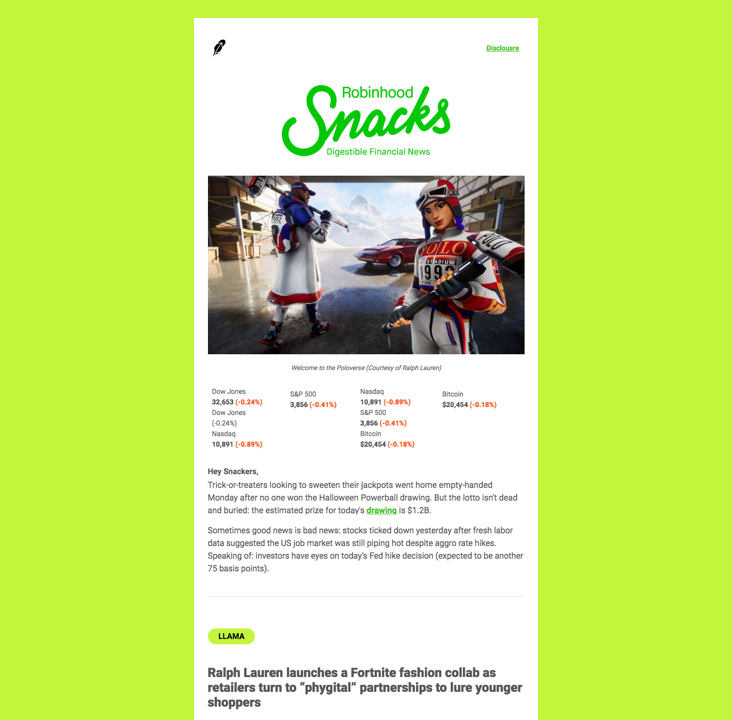 Disclousre
Robinhood
Snacks
Digestible Financial News
POLO
STADIUM
1992
POLO
Welcome to the Poloverse (Courtesy of Ralph Lauren)
Dow Jones
32,653 (-0.24%)
Dow Jones
(-0.24%)
Nasdaq
10,891 (-0.89%)
S&P 500
3,856 (-0.41%)
Nasdaq
10,891 (-0.89%)
S&P 500
3,856 (-0.41%)
Bitcoin
$20,454 (-0.18%)
Bitcoin
$20,454 (-0.18%)
Hey Snackers,
Trick-or-treaters looking to sweeten their jackpots went home empty-handed
Monday after no one won the Halloween Powerball drawing. But the lotto isn't dead
and buried: the estimated prize for today's drawing is $1.2B.
Sometimes good news is bad news: stocks ticked down yesterday after fresh labor
data suggested the US job market was still piping hot despite aggro rate hikes.
Speaking of: investors have eyes on today's Fed hike decision (expected to be another
75 basis points).
LLAMA
Ralph Lauren launches a Fortnite fashion collab as
retailers turn to “phygital” partnerships to lure younger
shoppers